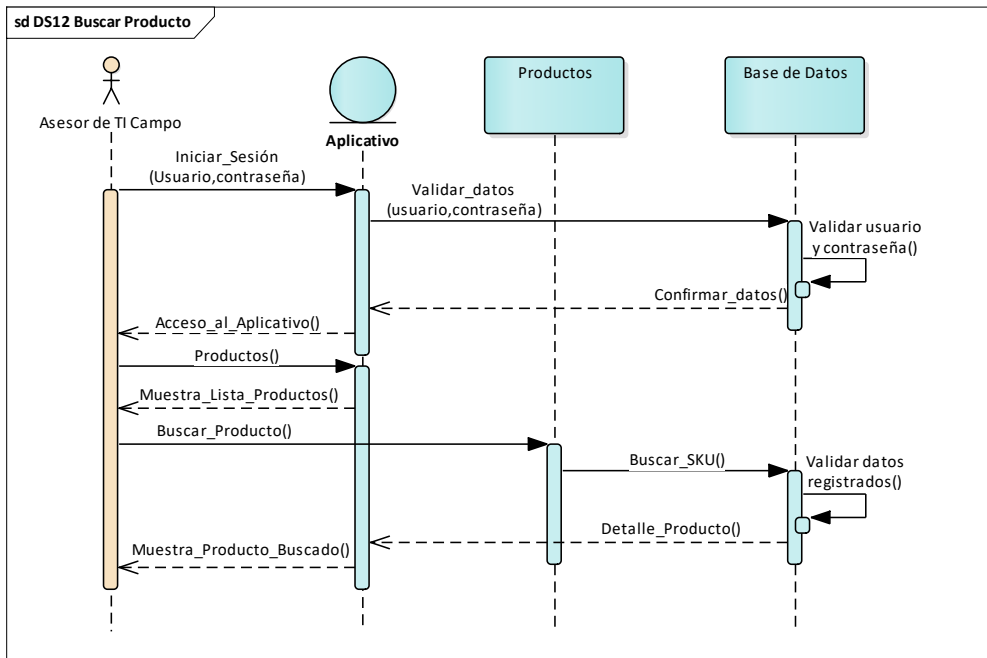 sd DS12 Buscar Producto
Productos
Base de Datos
Asesor de TI Campo
Aplicativo
Iniciar_Sesión
(Usuario,contraseña)
Validar_datos
(usuario,contraseña)
Validar usuario
y contraseña()
Confirmar_datos()
Acceso_al_Aplicativo()
Productos()
Muestra_Lista_Productos()
Buscar_Producto()
Buscar_SKU()
Validar datos
registrados()
Detalle_Producto()
Muestra_Producto_Buscado()